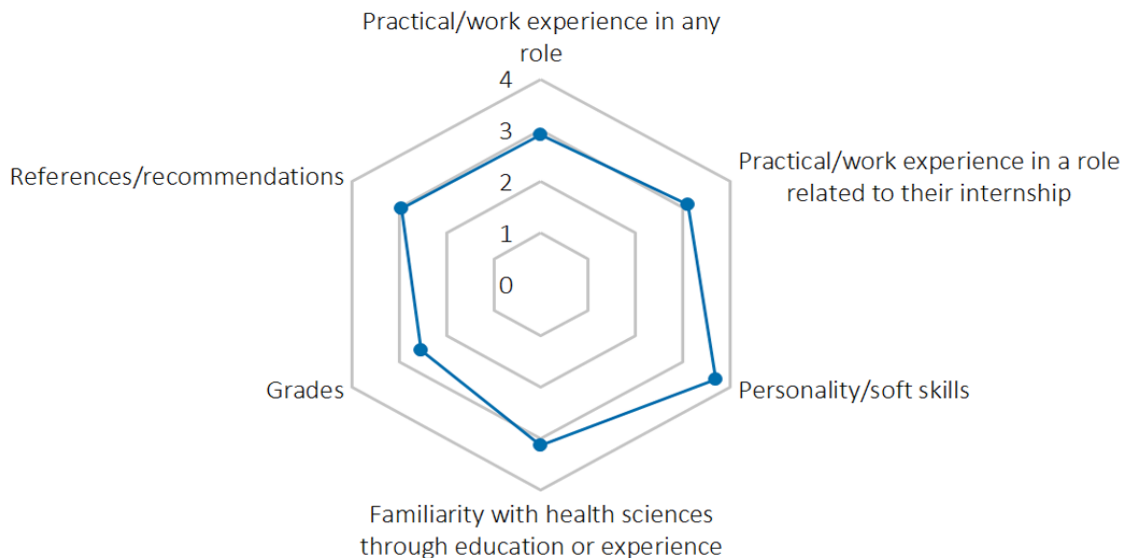 Practical/work experience in any
role
4
3
2
1
0
References/recommendations
Practical/work experience in a role
related to their internship
Grades
Personality/soft skills
Familiarity with health sciences
through education or experience